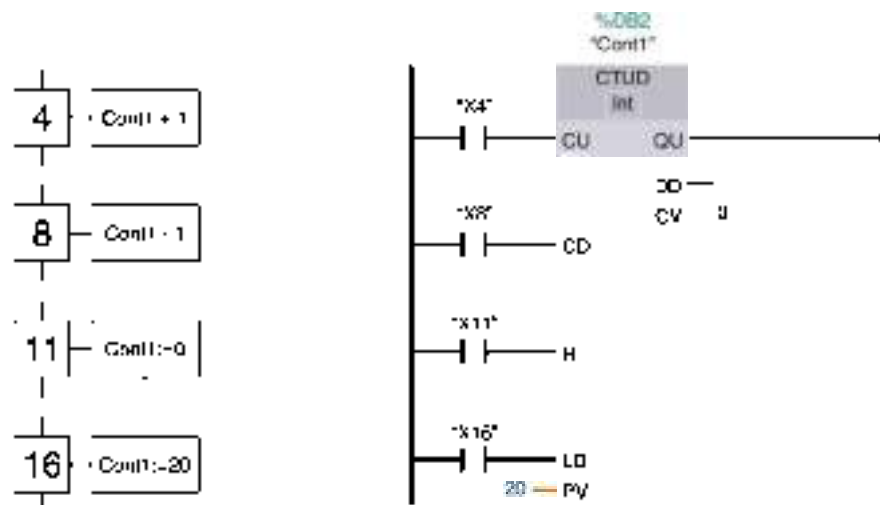 %DB2
"Cont1"
CTUD
Int
4
Cont1 + 1
"X4"
CU
QU
QD
CV
8
Cont1 - 1
"X8"
CD
11
Cont1:=0
"X11"
R
16
Cont1:=20
"X16"
LD
20
PV